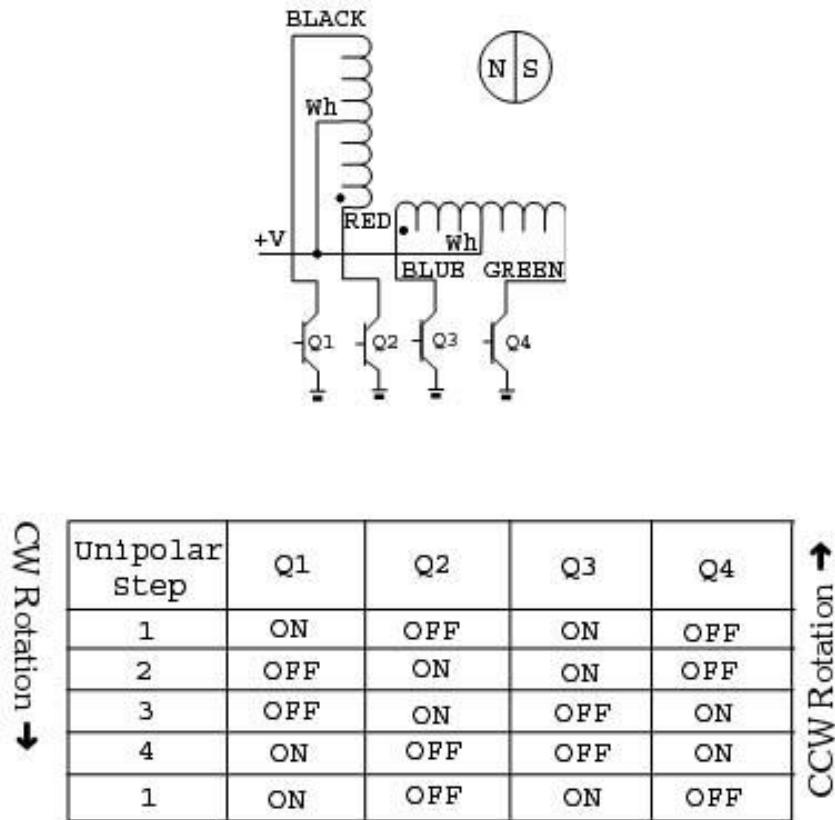 BLACK
N S
Wh
RED
+V
Wh
BLUE GREEN
Q1 Q2 Q3 Q4
CW Rotation →
Unipolar Step Q1 Q2 Q3 Q4
1 ON OFF ON OFF
2 OFF ON ON OFF
3 OFF ON OFF ON
4 ON OFF OFF ON
1 ON OFF ON OFF
CCW Rotation →